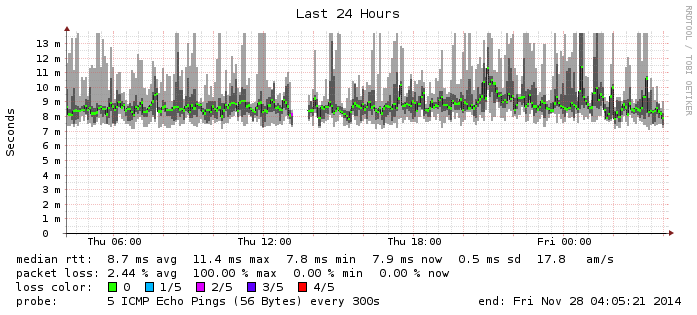 Last 24 Hours
RRDTOOL / TOBI OETIKER
Seconds
13 m
12 m
11 m
10 m
9 m
8 m
7 m
6 m
5 m
4 m
3 m
2 m
1 m
0
Thu 06:00 Thu 12:00 Thu 18:00 Fri 00:00
median rtt: 8.7 ms avg 11.4 ms max 7.8 ms min 7.9 ms now 0.5 ms sd 17.8 am/s
packet loss: 2.44 % avg 100.00 % max 0.00 % min 0.00 % now
loss color: 0 1/5 2/5 3/5 4/5
probe: 5 ICMP Echo Pings (56 Bytes) every 300s end: Fri Nov 28 04:05:21 2014